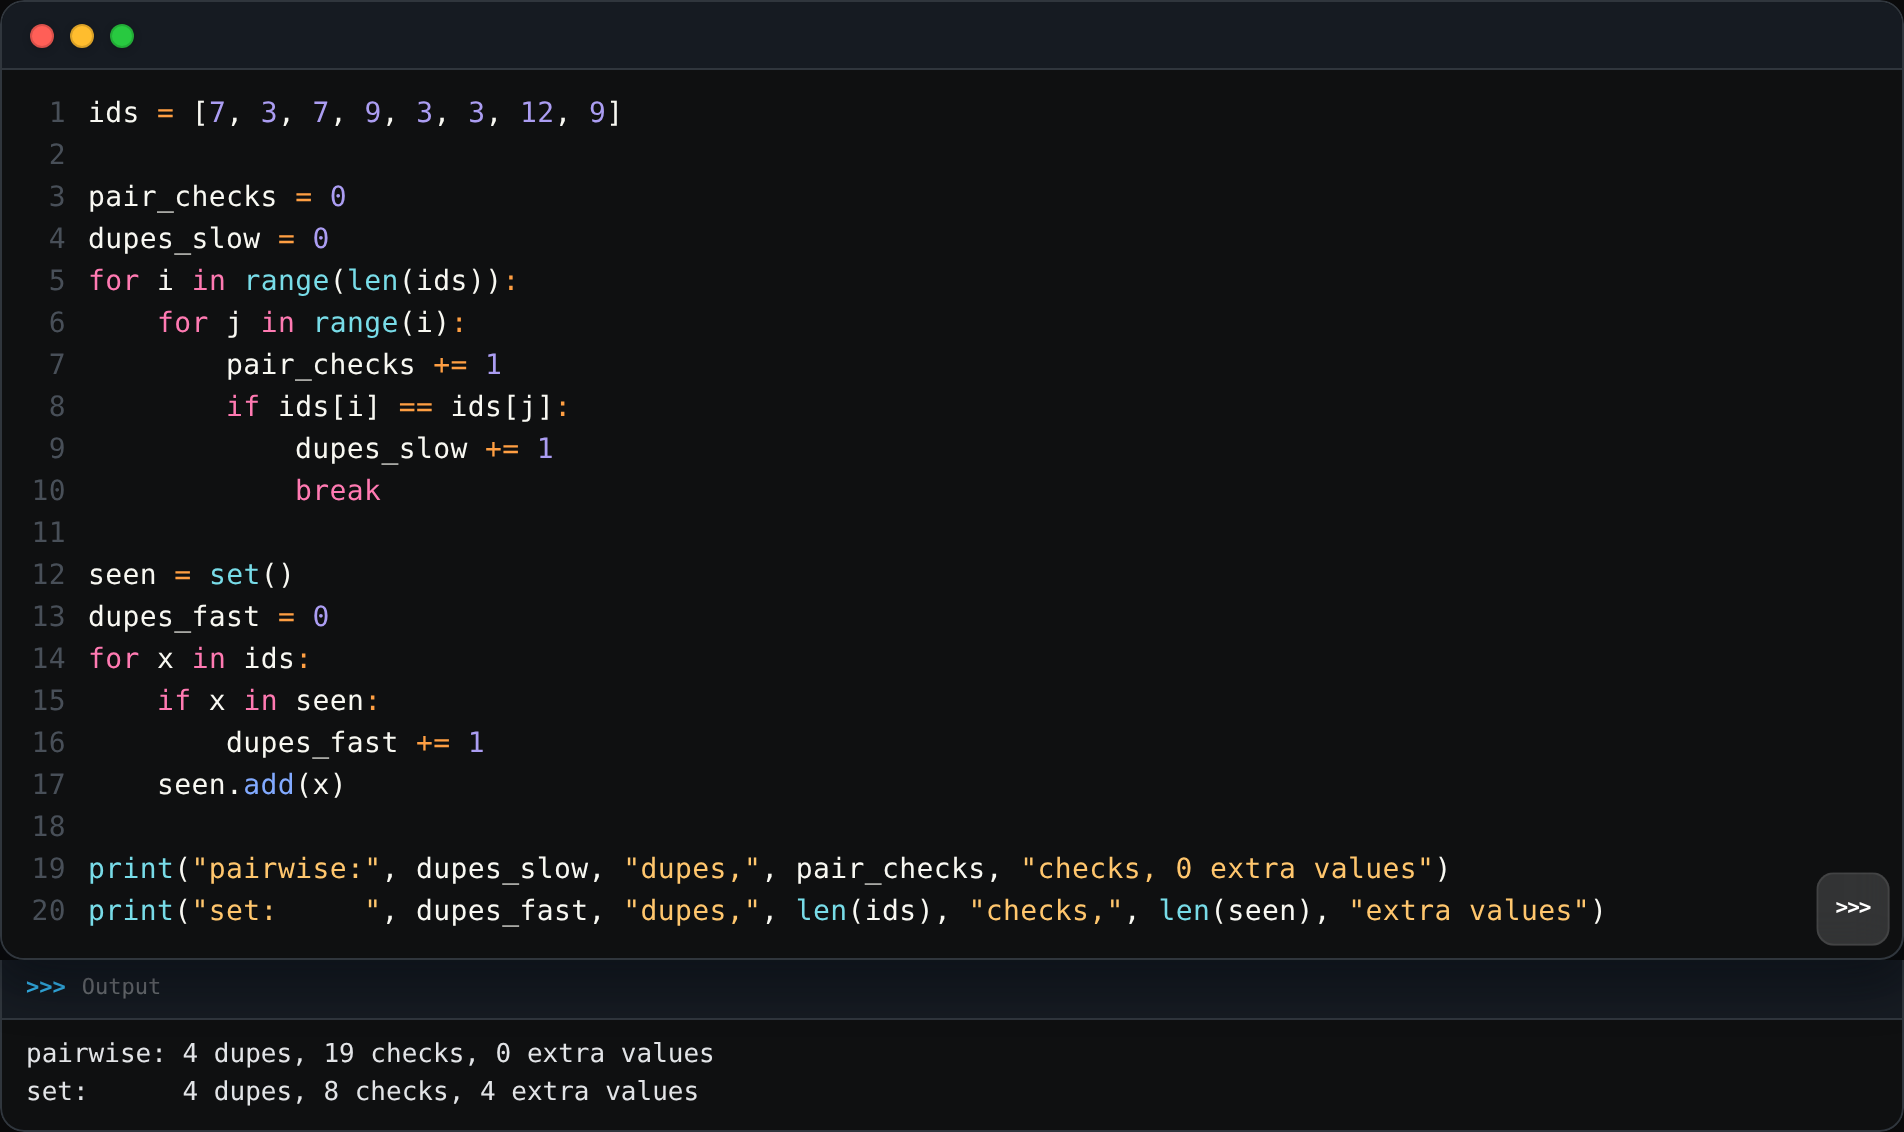 1 ids = [7, 3, 7, 9, 3, 3, 12, 9]
2
3 pair_checks = 0
4 dupes_slow = 0
5 for i in range(len(ids)):
6     for j in range(i):
7         pair_checks += 1
8         if ids[i] == ids[j]:
9             dupes_slow += 1
10             break
11
12 seen = set()
13 dupes_fast = 0
14 for x in ids:
15     if x in seen:
16         dupes_fast += 1
17     seen.add(x)
18
19 print("pairwise:", dupes_slow, "dupes,", pair_checks, "checks, 0 extra values")
20 print("set:     ", dupes_fast, "dupes,", len(ids), "checks,", len(seen), "extra values")
>>>
>>> Output
pairwise: 4 dupes, 19 checks, 0 extra values
set:      4 dupes, 8 checks, 4 extra values